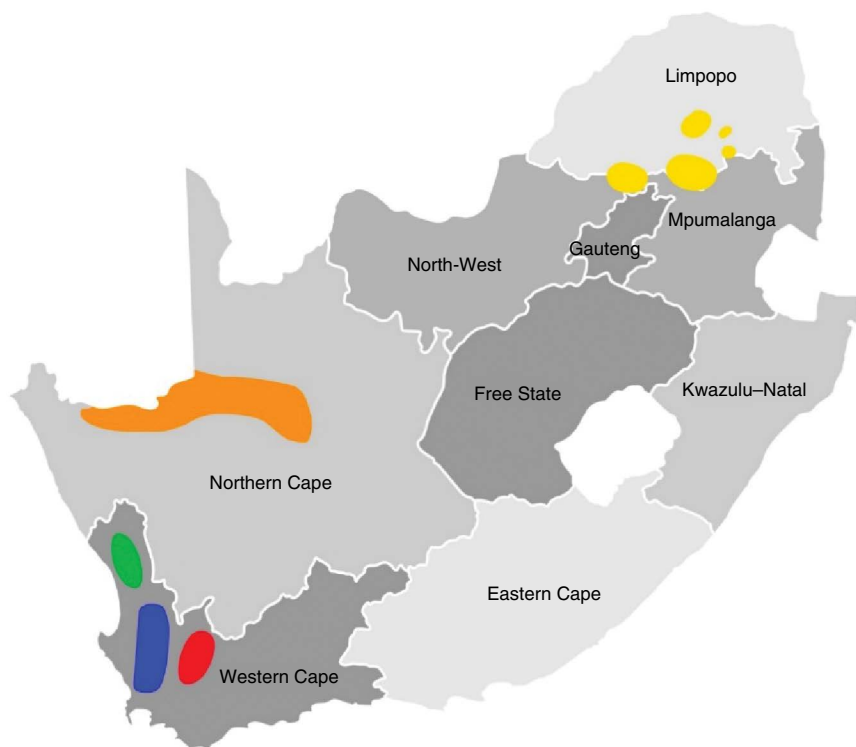 Limpopo
Mpumalanga
Gauteng
North-West
Free State
Kwazulu–Natal
Northern Cape
Eastern Cape
Western Cape